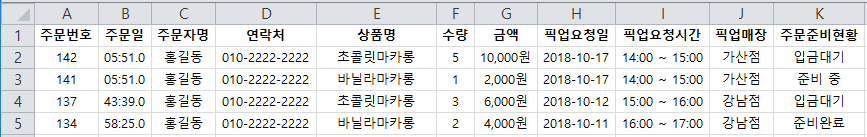 A B C D E F G H I J K
1 주문번호 주문일 주문자명 연락처 상품명 수량 금액 픽업요청일 픽업요청시간 픽업매장 주문준비현황
2 142 05:51.0 홍길동 010-2222-2222 초콜릿마카롱 5 10,000원 2018-10-17 14:00 ~ 15:00 가산점 입금대기
3 141 05:51.0 홍길동 010-2222-2222 바닐라마카롱 1 2,000원 2018-10-17 14:00 ~ 15:00 가산점 준비 중
4 137 43:39.0 홍길동 010-2222-2222 초콜릿마카롱 3 6,000원 2018-10-12 15:00 ~ 16:00 강남점 입금대기
5 134 58:25.0 홍길동 010-2222-2222 바닐라마카롱 2 4,000원 2018-10-11 16:00 ~ 17:00 강남점 준비완료